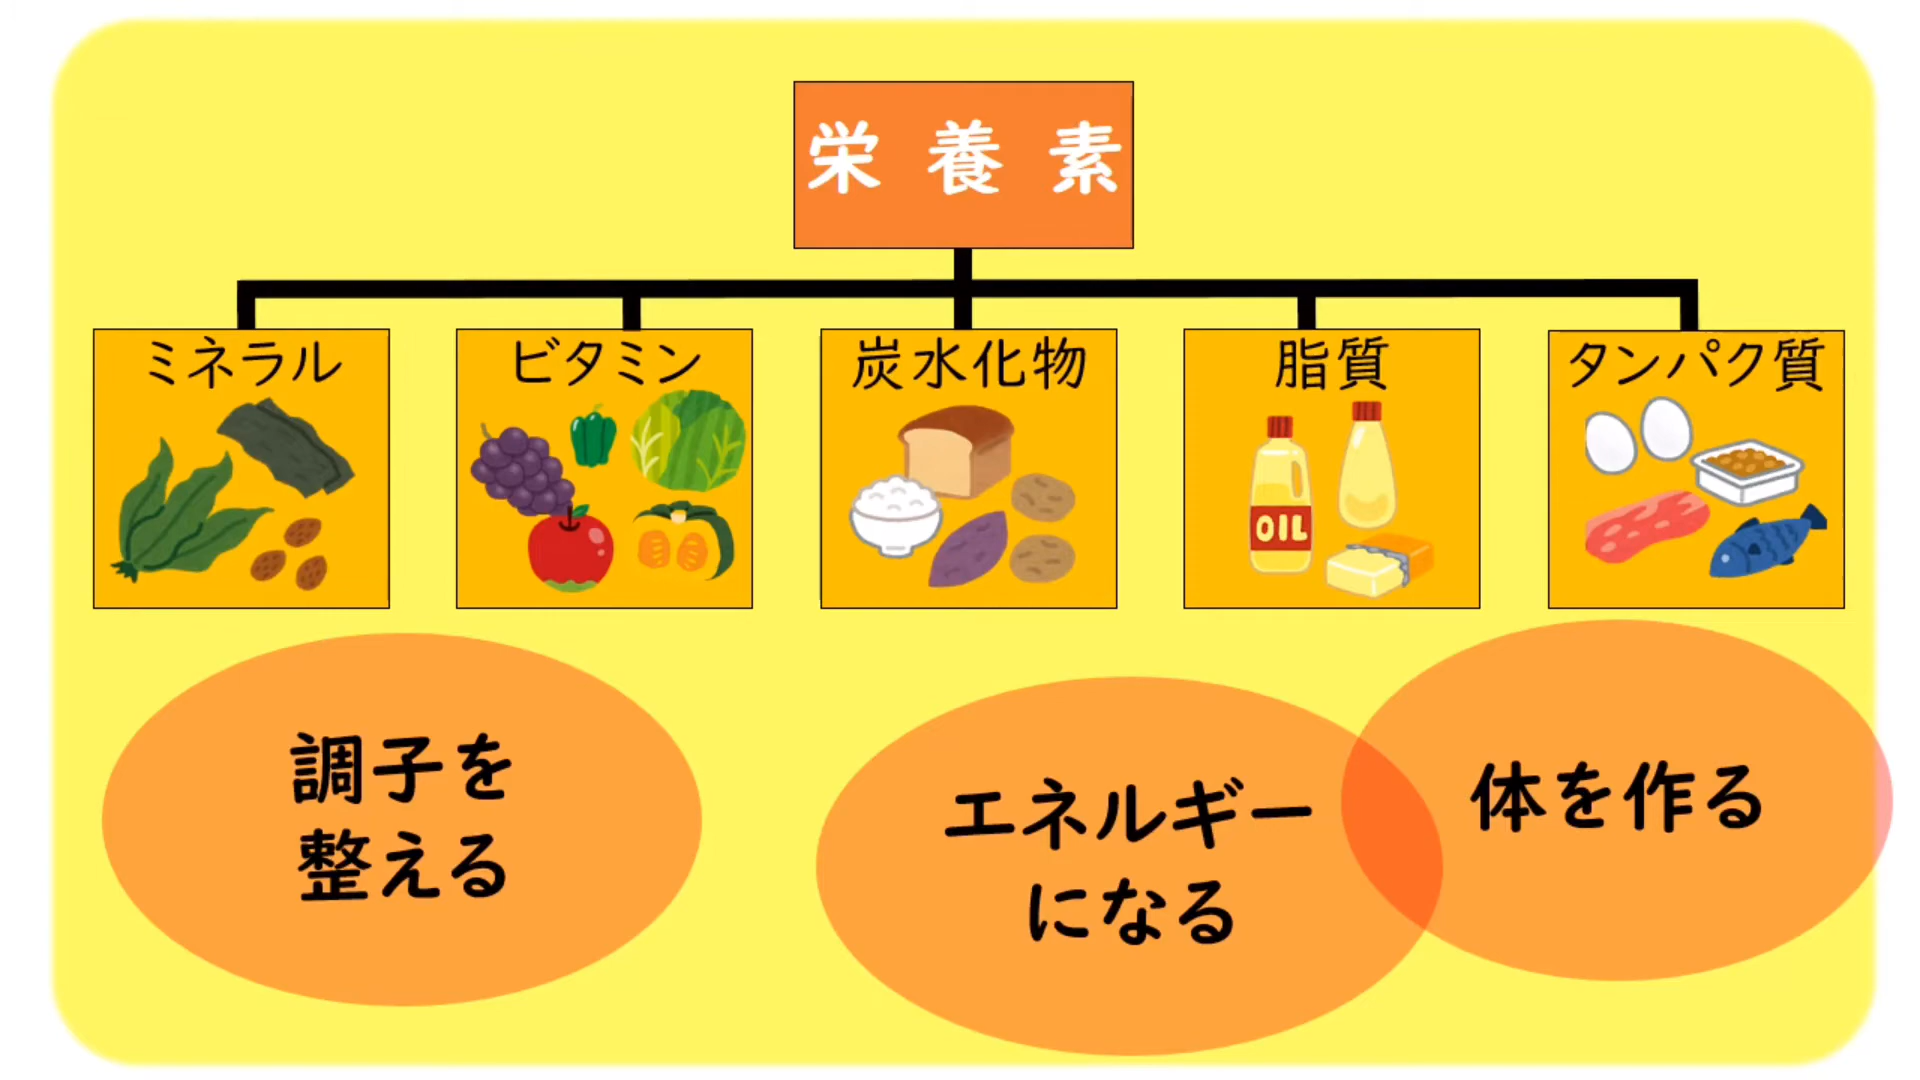 栄養素
ミネラル
ビタミン
炭水化物
脂質
タンパク質
OIL
調子を
整える
エネルギー
になる
体を作る